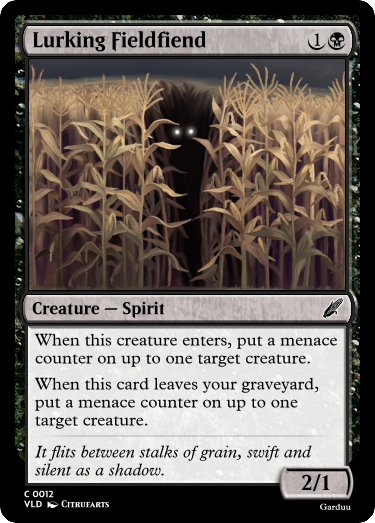 Lurking Fieldfiend 1
Creature — Spirit
When this creature enters, put a menace
counter on up to one target creature.
When this card leaves your graveyard,
put a menace counter on up to one
target creature.
It flits between stalks of grain, swift and
silent as a shadow.
2/1
C 0012
VLD Citrufarts
Garduu